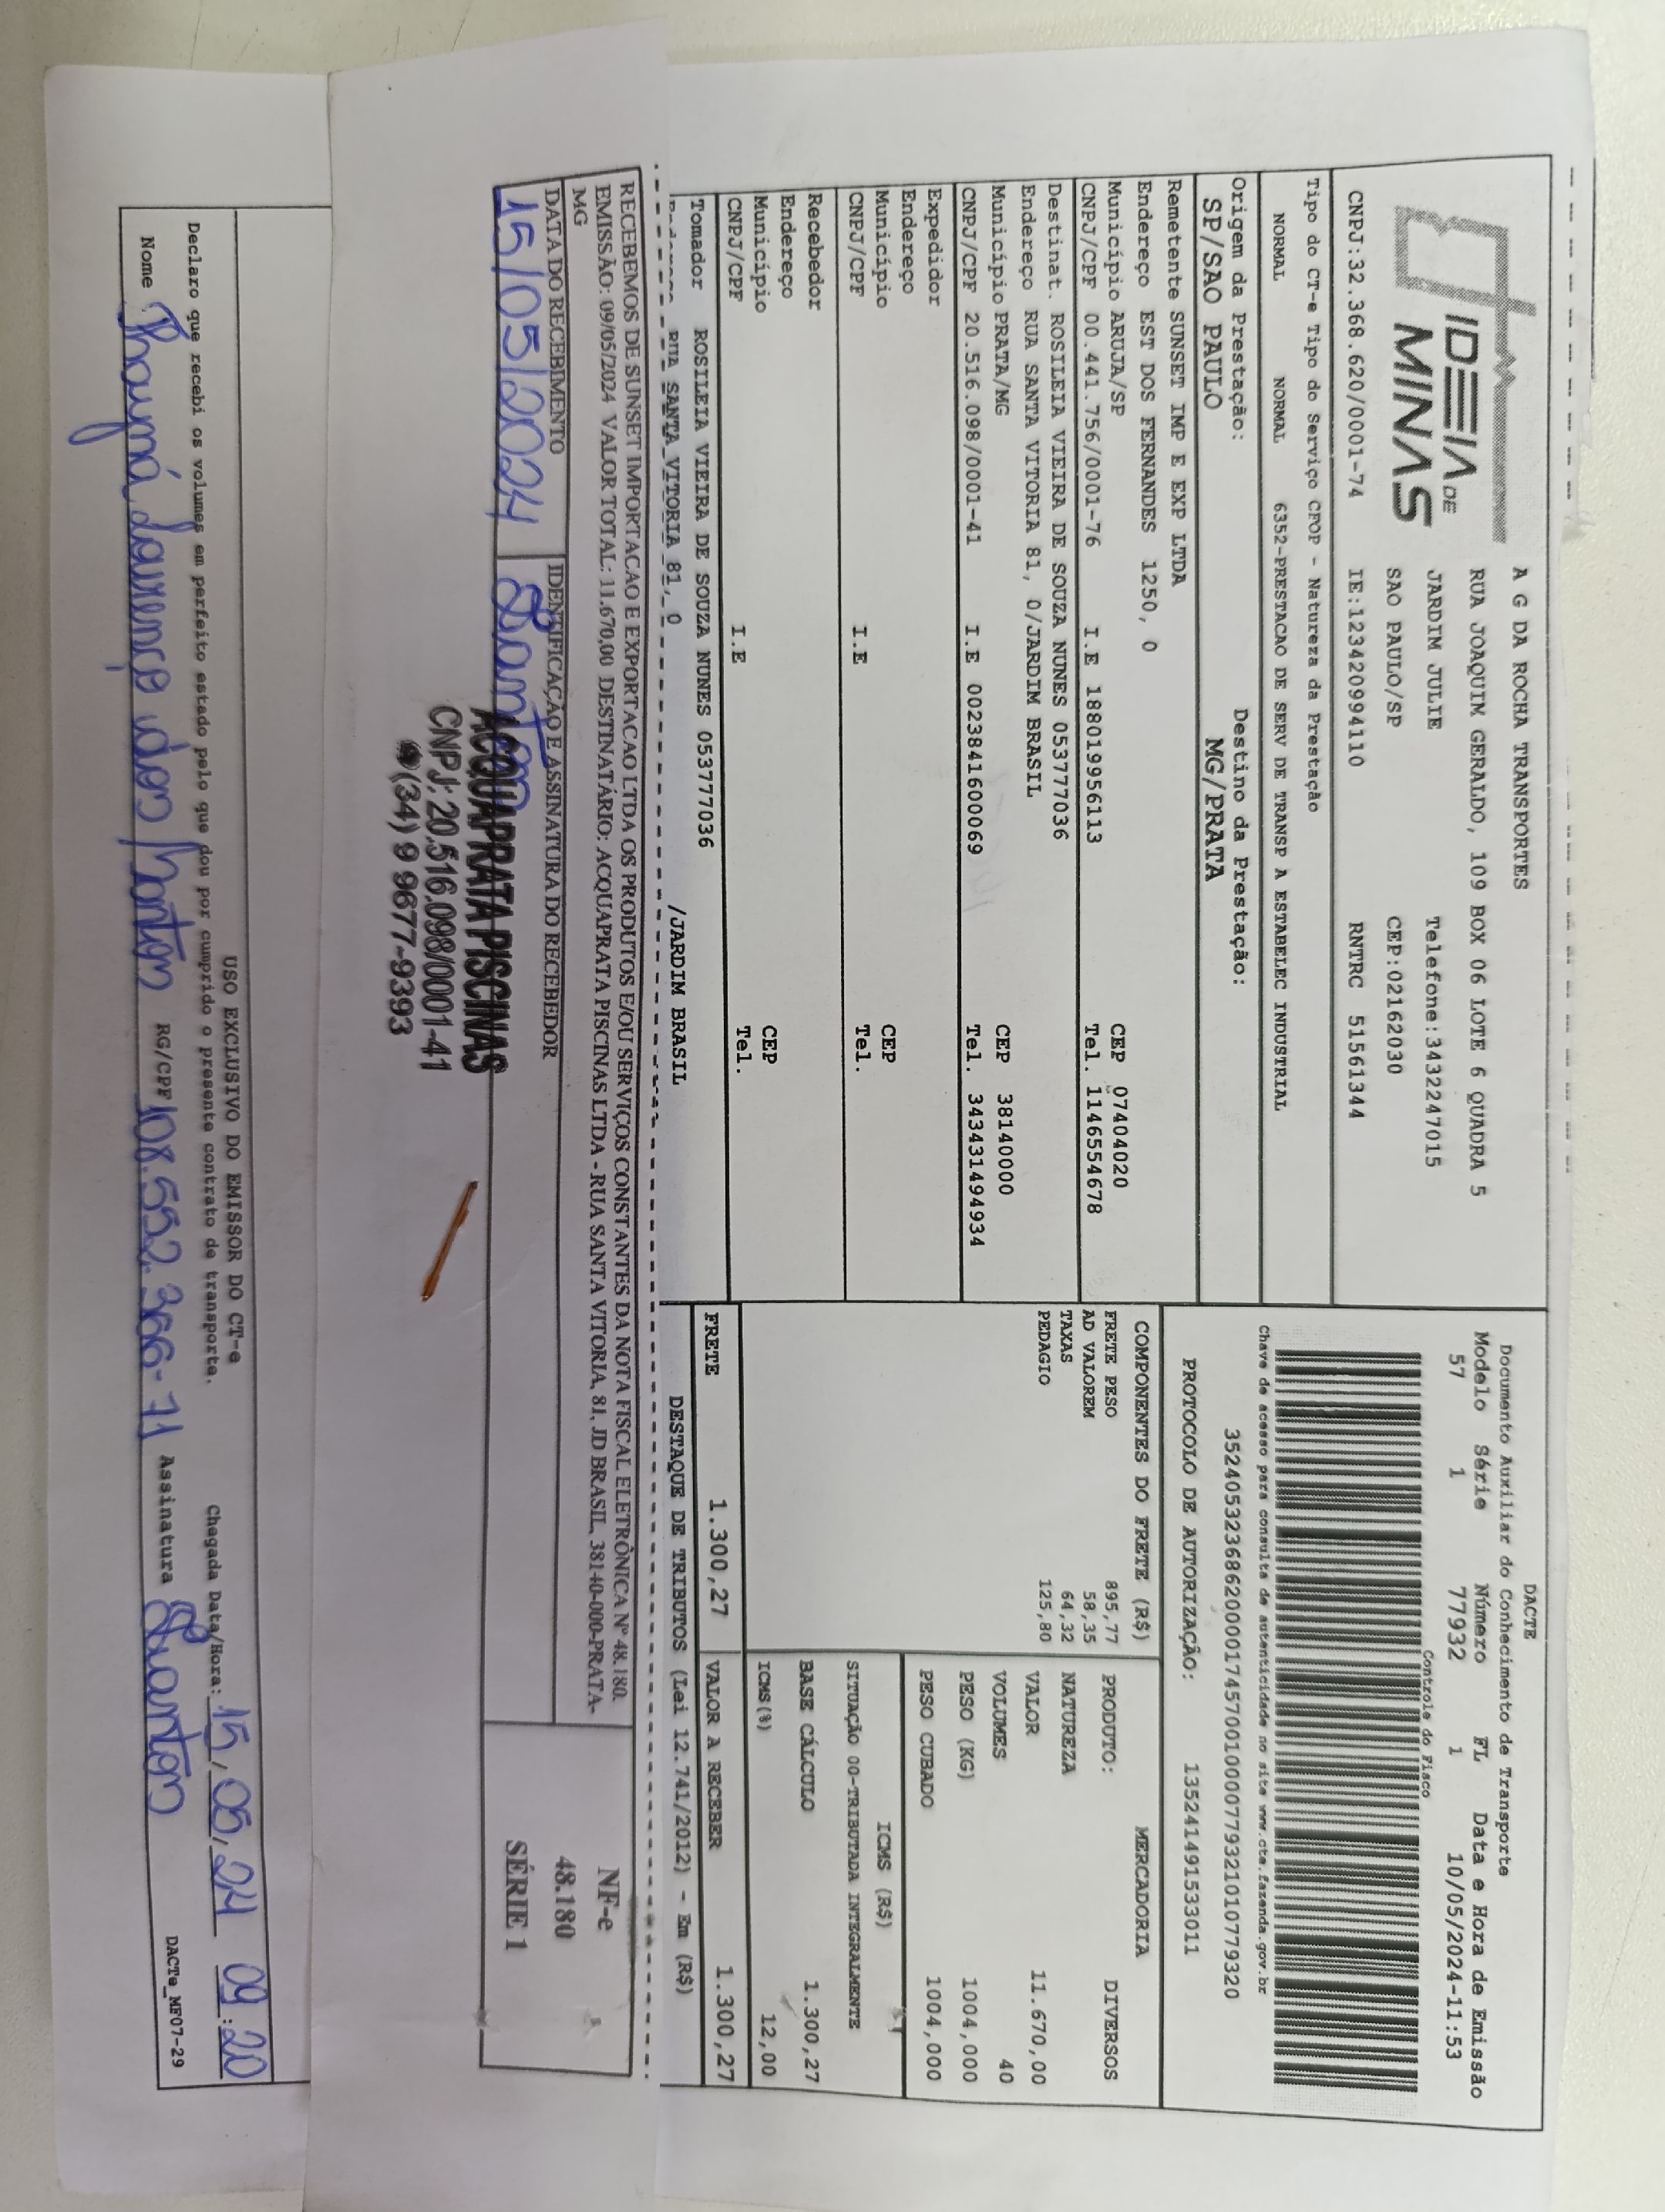 IDEIA DE
MINAS
A G DA ROCHA TRANSPORTES
RUA JOAQUIM GERALDO, 109 BOX 06 LOTE 6 QUADRA 5
JARDIM JULIE Telefone:3432247015
SAO PAULO/SP CEP:02162030
CNPJ:32.368.620/0001-74 IE:123420994110 RNTRC 51561344
Tipo do CT-e Tipo do Serviço CFOP - Natureza da Prestação
NORMAL NORMAL 6352-PRESTACAO DE SERV DE TRANSP A ESTABELEC INDUSTRIAL
Origem da Prestação: Destino da Prestação:
SP/SAO PAULO MG/PRATA
Remetente SUNSET IMP E EXP LTDA
Endereço EST DOS FERNANDES 1250, 0
Município ARUJA/SP CEP 07404020
CNPJ/CPF 00.441.756/0001-76 I.E 188019956113 Tel. 1146554678
Destinat. ROSILEIA VIEIRA DE SOUZA NUNES 053777036
Endereço RUA SANTA VITORIA 81, 0/JARDIM BRASIL
Município PRATA/MG CEP 38140000
CNPJ/CPF 20.516.098/0001-41 I.E 0023841600069 Tel. 343431494934
Expedidor
Endereço
Município CEP
CNPJ/CPF I.E Tel.
Recebedor
Endereço
Município CEP
CNPJ/CPF I.E Tel.
Tomador ROSILEIA VIEIRA DE SOUZA NUNES 053777036
RUA SANTA VITORIA 81, 0 /JARDIM BRASIL
DACTE
Documento Auxiliar do Conhecimento de Transporte
Modelo Série Número FL Data e Hora de Emissão
57 1 77932 1 10/05/2024-11:53
Controle do Fisco
Chave de acesso para consulta de autenticidade no site www.cte.fazenda.gov.br
35240532368620000174570010000779321010779320
PROTOCOLO DE AUTORIZAÇÃO: 135241491533011
COMPONENTES DO FRETE (R$)
FRETE PESO 895,77
AD VALOREM 58,35
TAXAS 64,32
PEDAGIO 125,80
MERCADORIA
PRODUTO: DIVERSOS
NATUREZA
VALOR 11.670,00
VOLUMES 40
PESO (KG) 1004,000
PESO CUBADO 1004,000
ICMS (R$)
SITUAÇÃO 00-TRIBUTADA INTEGRALMENTE
BASE CÁLCULO 1.300,27
ICMS(%) 12,00
FRETE 1.300,27 VALOR A RECEBER 1.300,27
DESTAQUE DE TRIBUTOS (Lei 12.741/2012) - Em (R$)
RECEBEMOS DE SUNSET IMPORTACAO E EXPORTACAO LTDA OS PRODUTOS E/OU SERVIÇOS CONSTANTES DA NOTA FISCAL ELETRÔNICA Nº 48.180.
EMISSÃO: 09/05/2024 VALOR TOTAL: 11.670,00 DESTINATÁRIO: ACQUAPRATA PISCINAS LTDA - RUA SANTA VITORIA, 81, JD BRASIL, 38140-000-PRATA-
MG
DATA DO RECEBIMENTO IDENTIFICAÇÃO E ASSINATURA DO RECEBEDOR
15/05/2024
ACQUAPRATA PISCINAS
CNPJ: 20.516.098/0001-41
(34) 9 9677-9393
NF-e
48.180
SÉRIE 1
USO EXCLUSIVO DO EMISSOR DO CT-e
Declaro que recebi os volumes em perfeito estado pelo que dou por cumprido o presente contrato de transporte. Chegada Data/Hora: 15/05/24 09:20
Nome dos Santos RG/CPF 108.552.366-71 Assinatura
DACTe_MF07-29